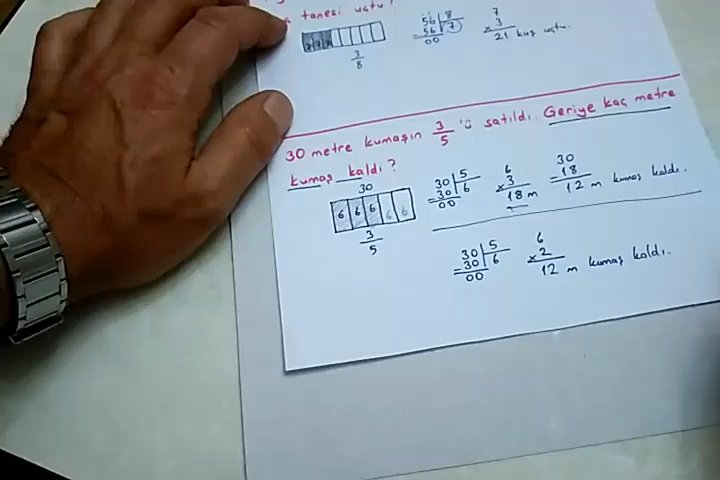 tanesi uçtu?
56 8
56 7
00
7
x 3
21 kuş uçtu.
3
8
30 metre kumaşın 3/5 'ü satıldı. Geriye kaç metre
kumaş kaldı?
30
6 6 6 6 6
3
5
30 5
30 6
00
6
x 3
18 m
30
- 18
12 m kumaş kaldı.
30 5
30 6
00
6
x 2
12 m kumaş kaldı.